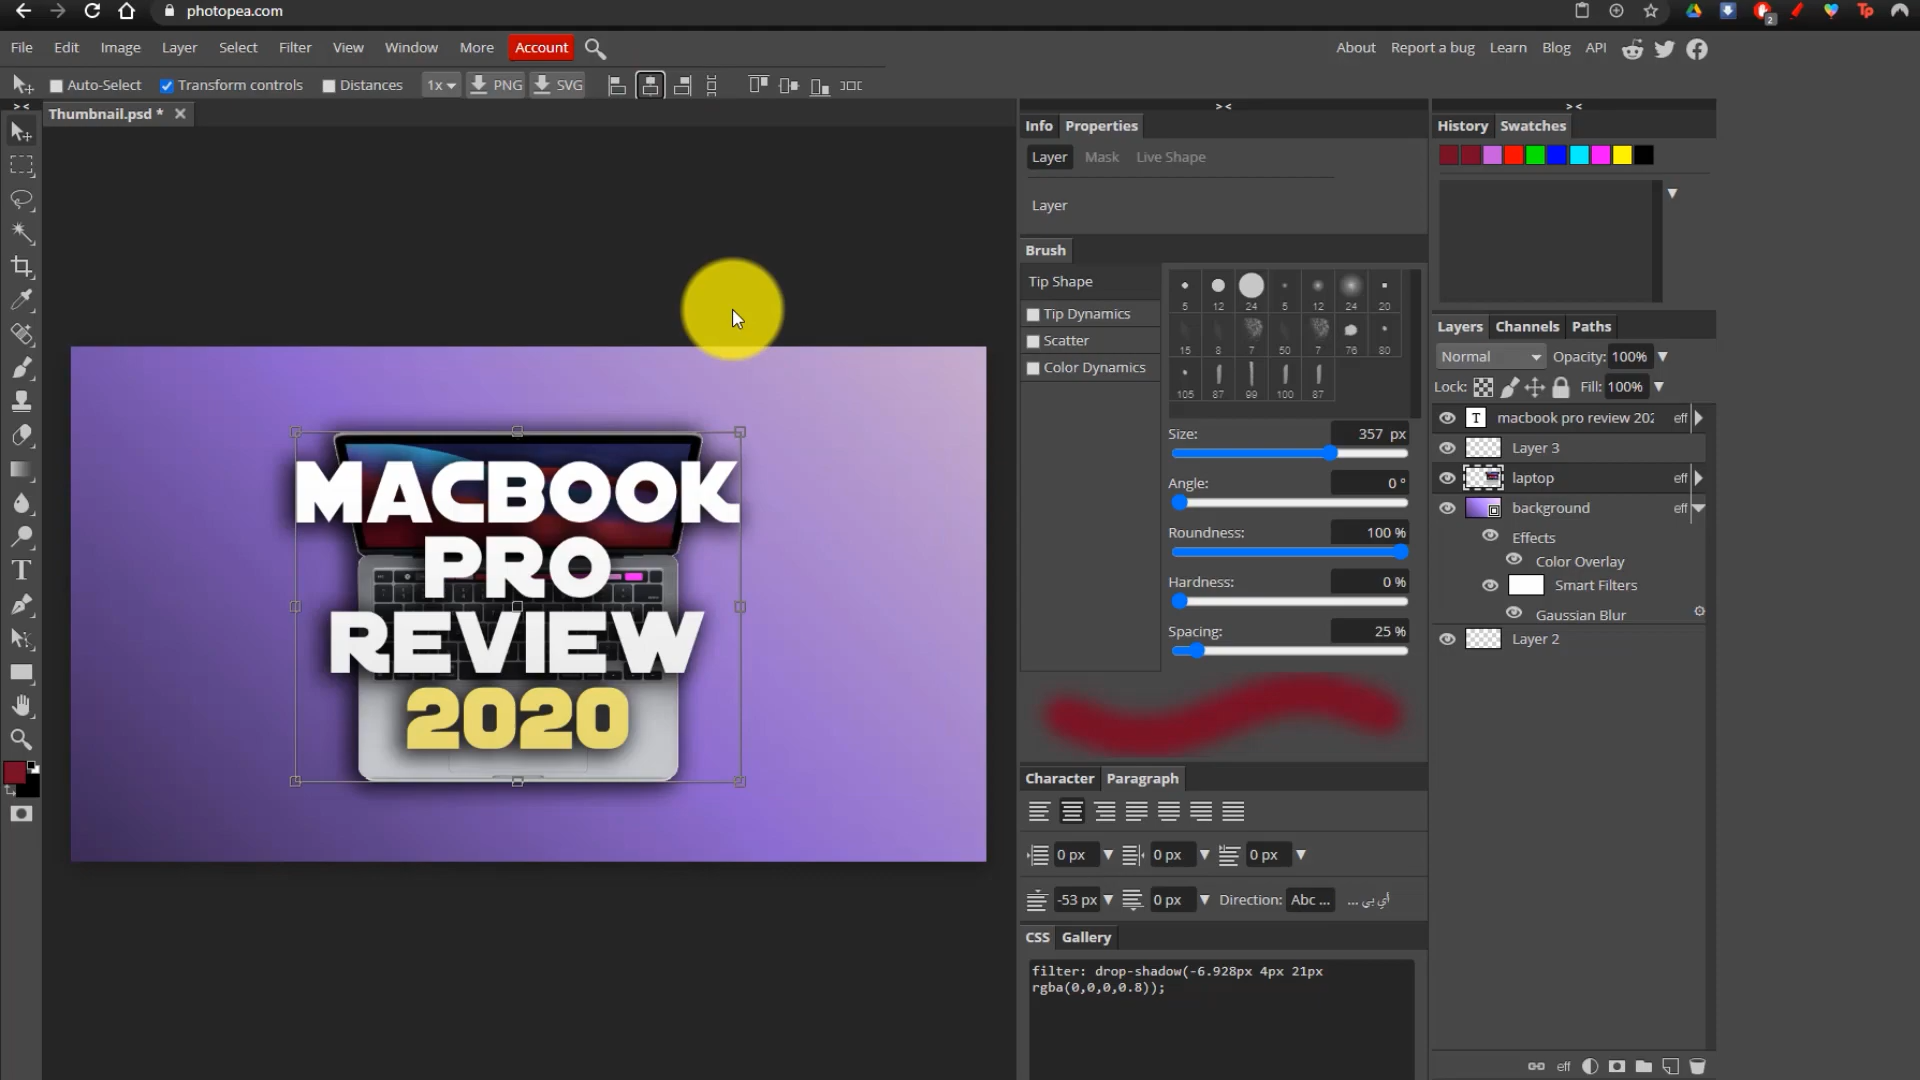 photopea.com
2
File Edit Image Layer Select Filter View Window More Account
About Report a bug Learn Blog API
Auto-Select Transform controls Distances 1x PNG SVG
Thumbnail.psd *
Info Properties
History Swatches
Layer Mask Live Shape
Layer
Brush
Tip Shape
Tip Dynamics
Scatter
Color Dynamics
5 12 24 5 12 24 20
15 8 7 50 7 76 80
105 87 99 100 87
Size: 357 px
Angle: 0 °
Roundness: 100 %
Hardness: 0 %
Spacing: 25 %
Layers Channels Paths
Normal Opacity: 100%
Lock: Fill: 100%
T macbook pro review 202 eff
Layer 3
laptop eff
background eff
Effects
Color Overlay
Smart Filters
Gaussian Blur
Layer 2
MACBOOK
PRO
REVIEW
2020
T
Character Paragraph
0 px 0 px 0 px
-53 px 0 px Direction: Abc ... أي بي ...
CSS Gallery
filter: drop-shadow(-6.928px 4px 21px
rgba(0,0,0,0.8));
eff